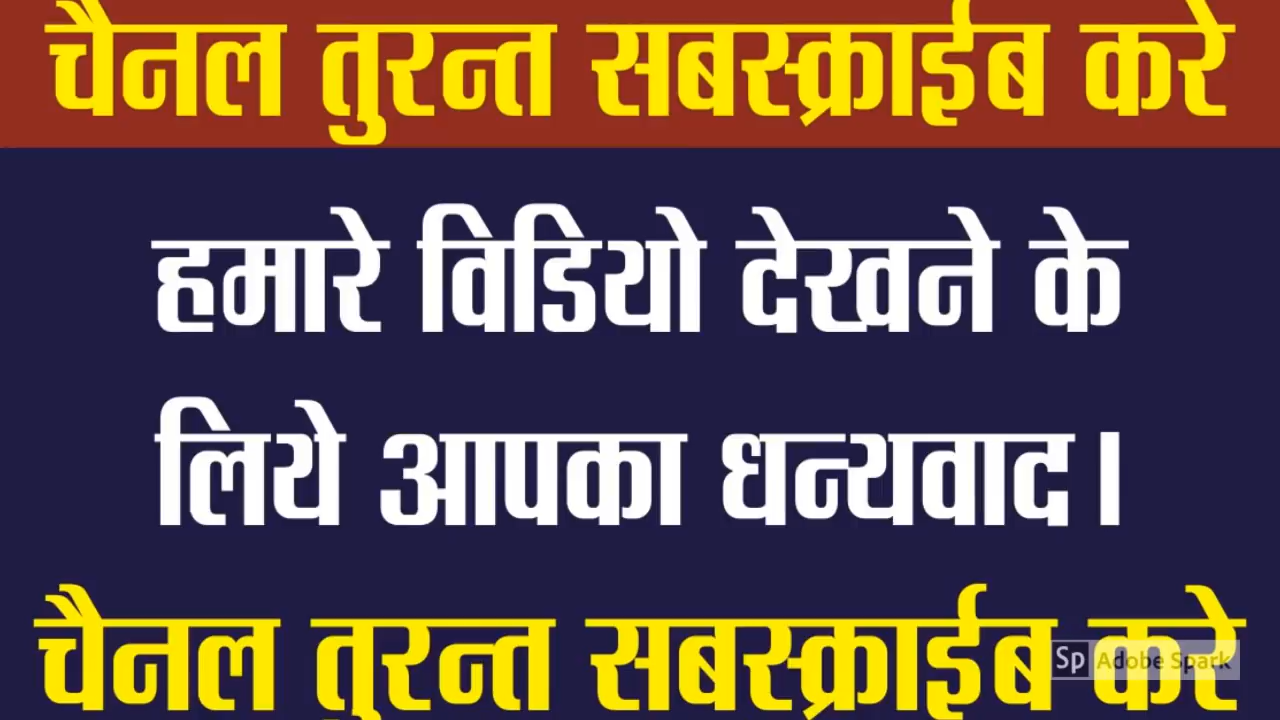 चैनल तुरन्त सबस्क्राईब करे
हमारे विडियो देखने के
लिये आपका धन्यवाद।
चैनल तुरन्त सबस्क्राईब करे
Sp Adobe Spark